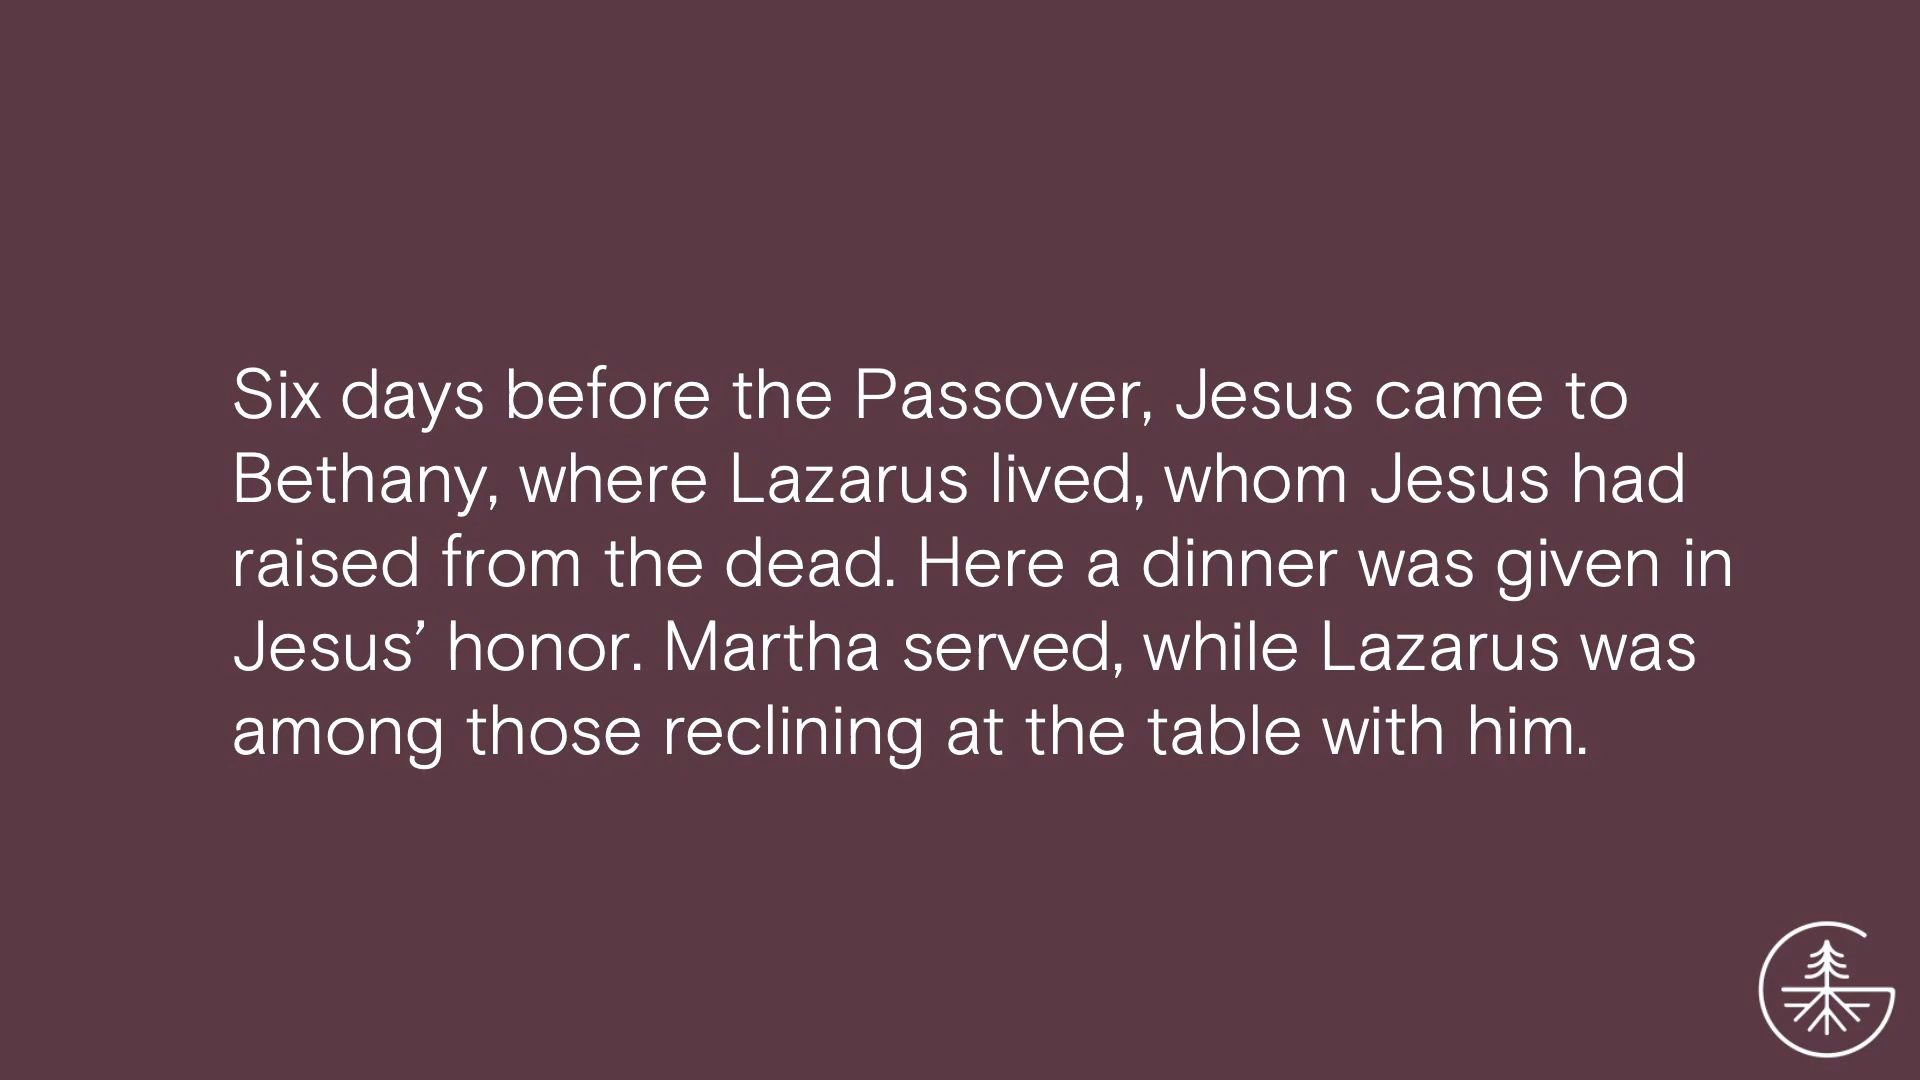 Six days before the Passover, Jesus came to
Bethany, where Lazarus lived, whom Jesus had
raised from the dead. Here a dinner was given in
Jesus’ honor. Martha served, while Lazarus was
among those reclining at the table with him.